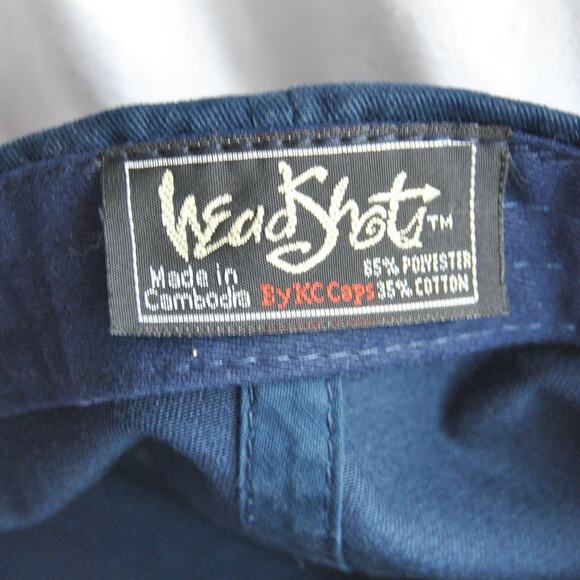 HeadShots™
Made in 65% POLYESTER
Cambodia By KC Caps 35% COTTON